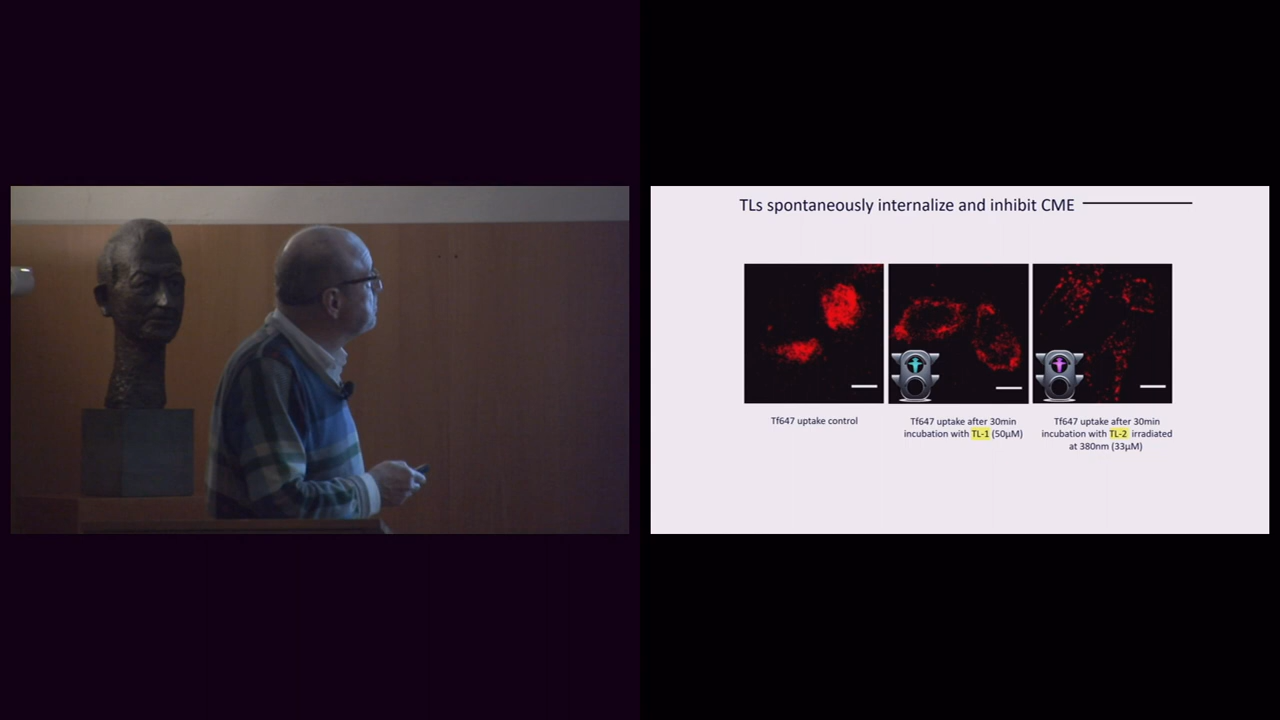 TLs spontaneously internalize and inhibit CME
Tf647 uptake control
Tf647 uptake after 30min
incubation with TL-1 (50µM)
Tf647 uptake after 30min
incubation with TL-2 irradiated
at 380nm (33µM)